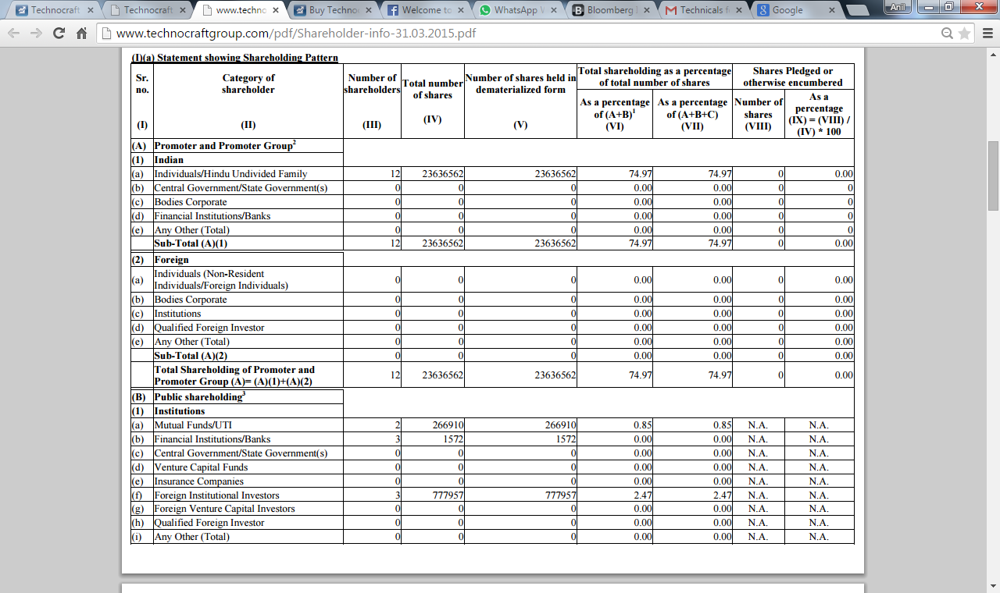 Technocraft
Technocraft
www.techno
Buy Techno
Welcome to
WhatsApp
Bloomberg
Technicals f
Google
Anil
www.technocraftgroup.com/pdf/Shareholder-info-31.03.2015.pdf
(I)(a) Statement showing Shareholding Pattern
Sr. no. (I) Category of shareholder (II) Number of shareholders (III) Total number of shares (IV) Number of shares held in dematerialized form (V) Total shareholding as a percentage of total number of shares Shares Pledged or otherwise encumbered
As a percentage of (A+B)1 (VI) As a percentage of (A+B+C) (VII) Number of shares (VIII) As a percentage (IX) = (VIII) / (IV) * 100
(A) Promoter and Promoter Group2
(1) Indian
(a) Individuals/Hindu Undivided Family 12 23636562 23636562 74.97 74.97 0 0.00
(b) Central Government/State Government(s) 0 0 0 0.00 0.00 0 0
(c) Bodies Corporate 0 0 0 0.00 0.00 0 0
(d) Financial Institutions/Banks 0 0 0 0.00 0.00 0 0
(e) Any Other (Total) 0 0 0 0.00 0.00 0 0
Sub-Total (A)(1) 12 23636562 23636562 74.97 74.97 0 0.00
(2) Foreign
(a) Individuals (Non-Resident
Individuals/Foreign Individuals) 0 0 0 0.00 0.00 0 0.00
(b) Bodies Corporate 0 0 0 0.00 0.00 0 0.00
(c) Institutions 0 0 0 0.00 0.00 0 0.00
(d) Qualified Foreign Investor 0 0 0 0.00 0.00 0 0.00
(e) Any Other (Total) 0 0 0 0.00 0.00 0 0.00
Sub-Total (A)(2) 0 0 0 0.00 0.00 0 0.00
Total Shareholding of Promoter and
Promoter Group (A)= (A)(1)+(A)(2) 12 23636562 23636562 74.97 74.97 0 0.00
(B) Public shareholding3
(1) Institutions
(a) Mutual Funds/UTI 2 266910 266910 0.85 0.85 N.A. N.A.
(b) Financial Institutions/Banks 3 1572 1572 0.00 0.00 N.A. N.A.
(c) Central Government/State Government(s) 0 0 0 0.00 0.00 N.A. N.A.
(d) Venture Capital Funds 0 0 0 0.00 0.00 N.A. N.A.
(e) Insurance Companies 0 0 0 0.00 0.00 N.A. N.A.
(f) Foreign Institutional Investors 3 777957 777957 2.47 2.47 N.A. N.A.
(g) Foreign Venture Capital Investors 0 0 0 0.00 0.00 N.A. N.A.
(h) Qualified Foreign Investor 0 0 0 0.00 0.00 N.A. N.A.
(i) Any Other (Total) 0 0 0 0.00 0.00 N.A. N.A.